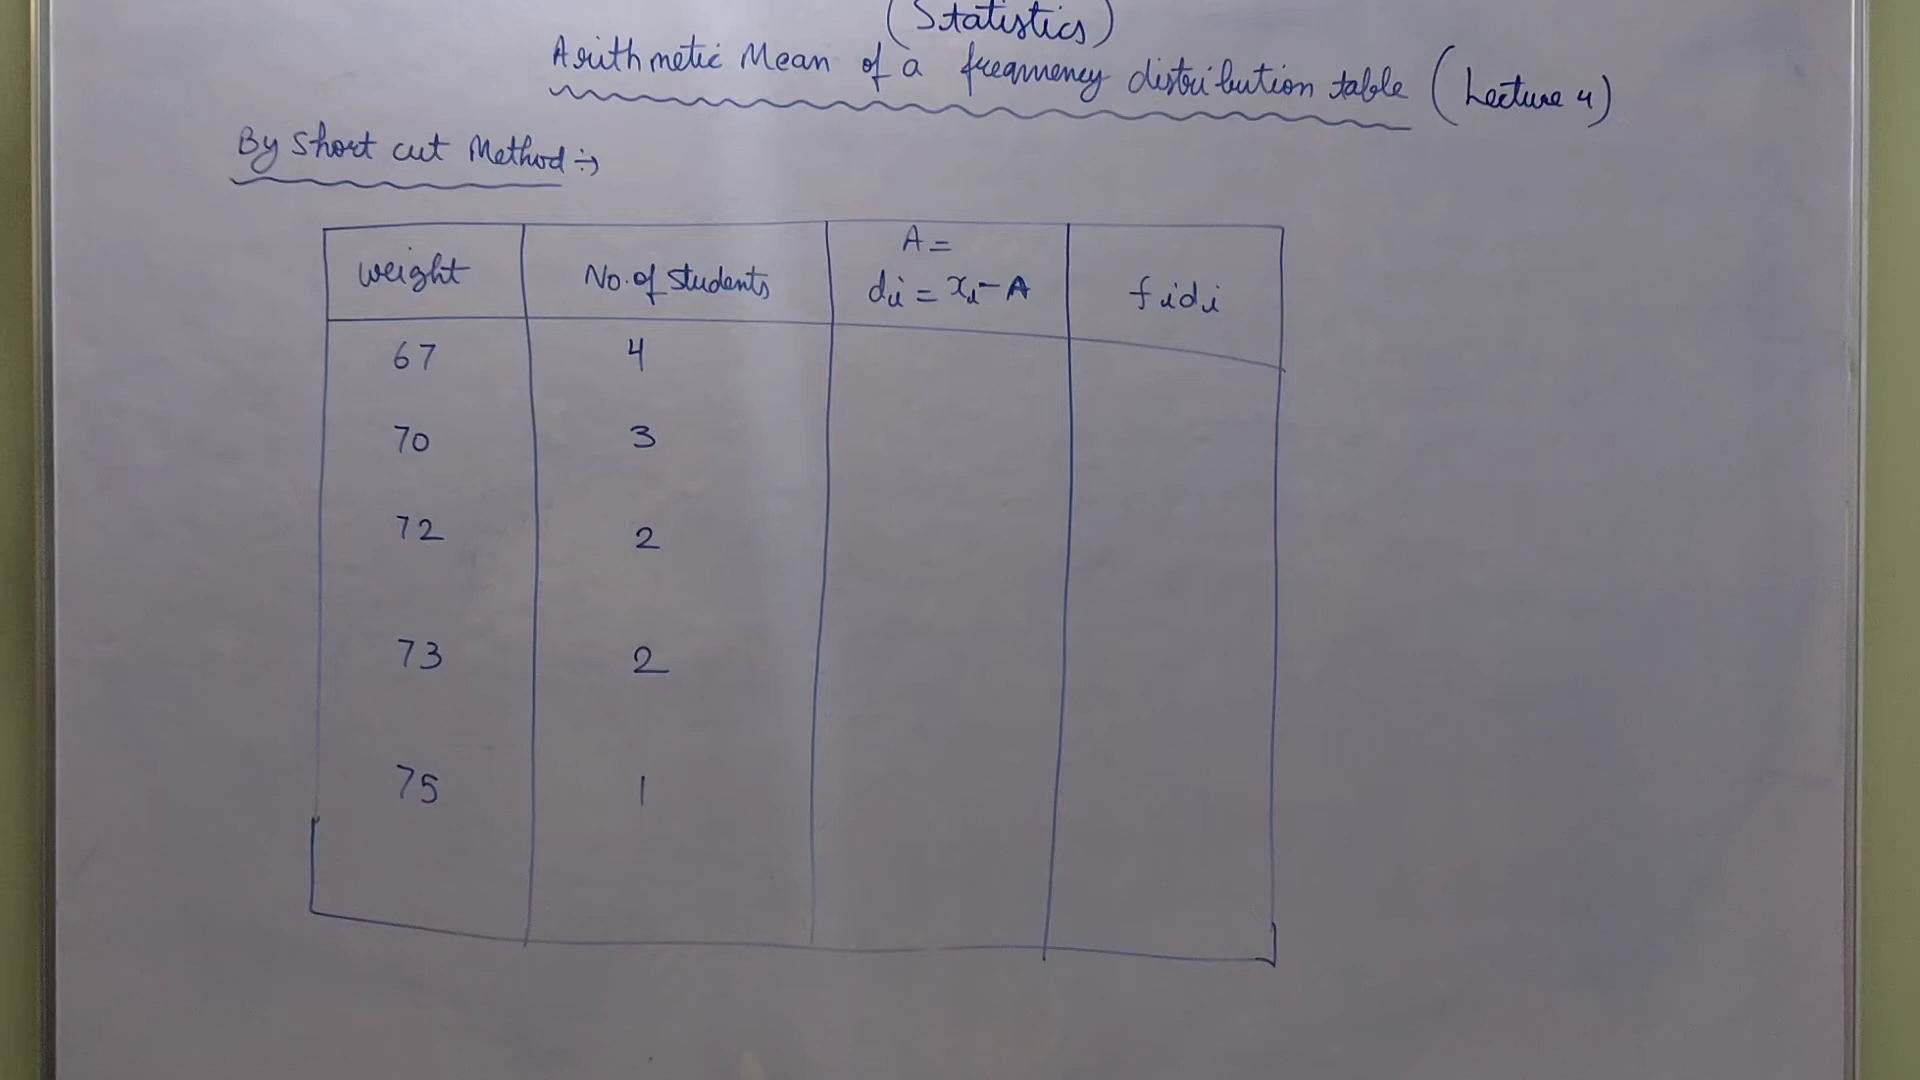 (Statistics)
Arithmetic Mean of a frequency distribution table (Lecture 4)
By Short cut Method :→
weight No. of Students A = di = xi - A fidi
67 4
70 3
72 2
73 2
75 1